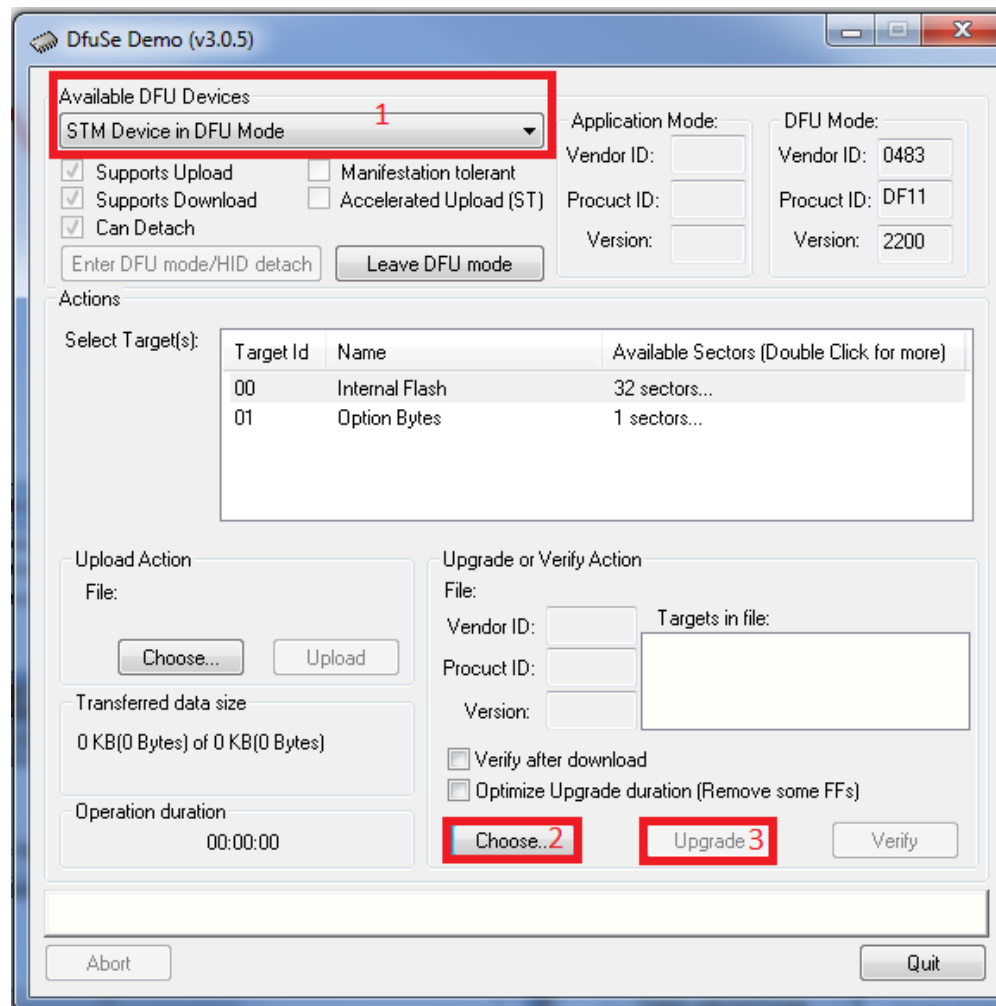 DfuSe Demo (v3.0.5)
Available DFU Devices
1
STM Device in DFU Mode
Supports Upload
Manifestation tolerant
Supports Download
Accelerated Upload (ST)
Can Detach
Enter DFU mode/HID detach
Leave DFU mode
Application Mode:
Vendor ID:
Procuct ID:
Version:
DFU Mode:
Vendor ID: 0483
Procuct ID: DF11
Version: 2200
Actions
Select Target(s):
Target Id Name Available Sectors (Double Click for more)
00 Internal Flash 32 sectors...
01 Option Bytes 1 sectors...
Upload Action
File:
Choose... Upload
Transferred data size
0 KB(0 Bytes) of 0 KB(0 Bytes)
Operation duration
00:00:00
Upgrade or Verify Action
File:
Vendor ID:
Procuct ID:
Version:
Targets in file:
Verify after download
Optimize Upgrade duration (Remove some FFs)
Choose.. 2 Upgrade 3 Verify
Abort Quit